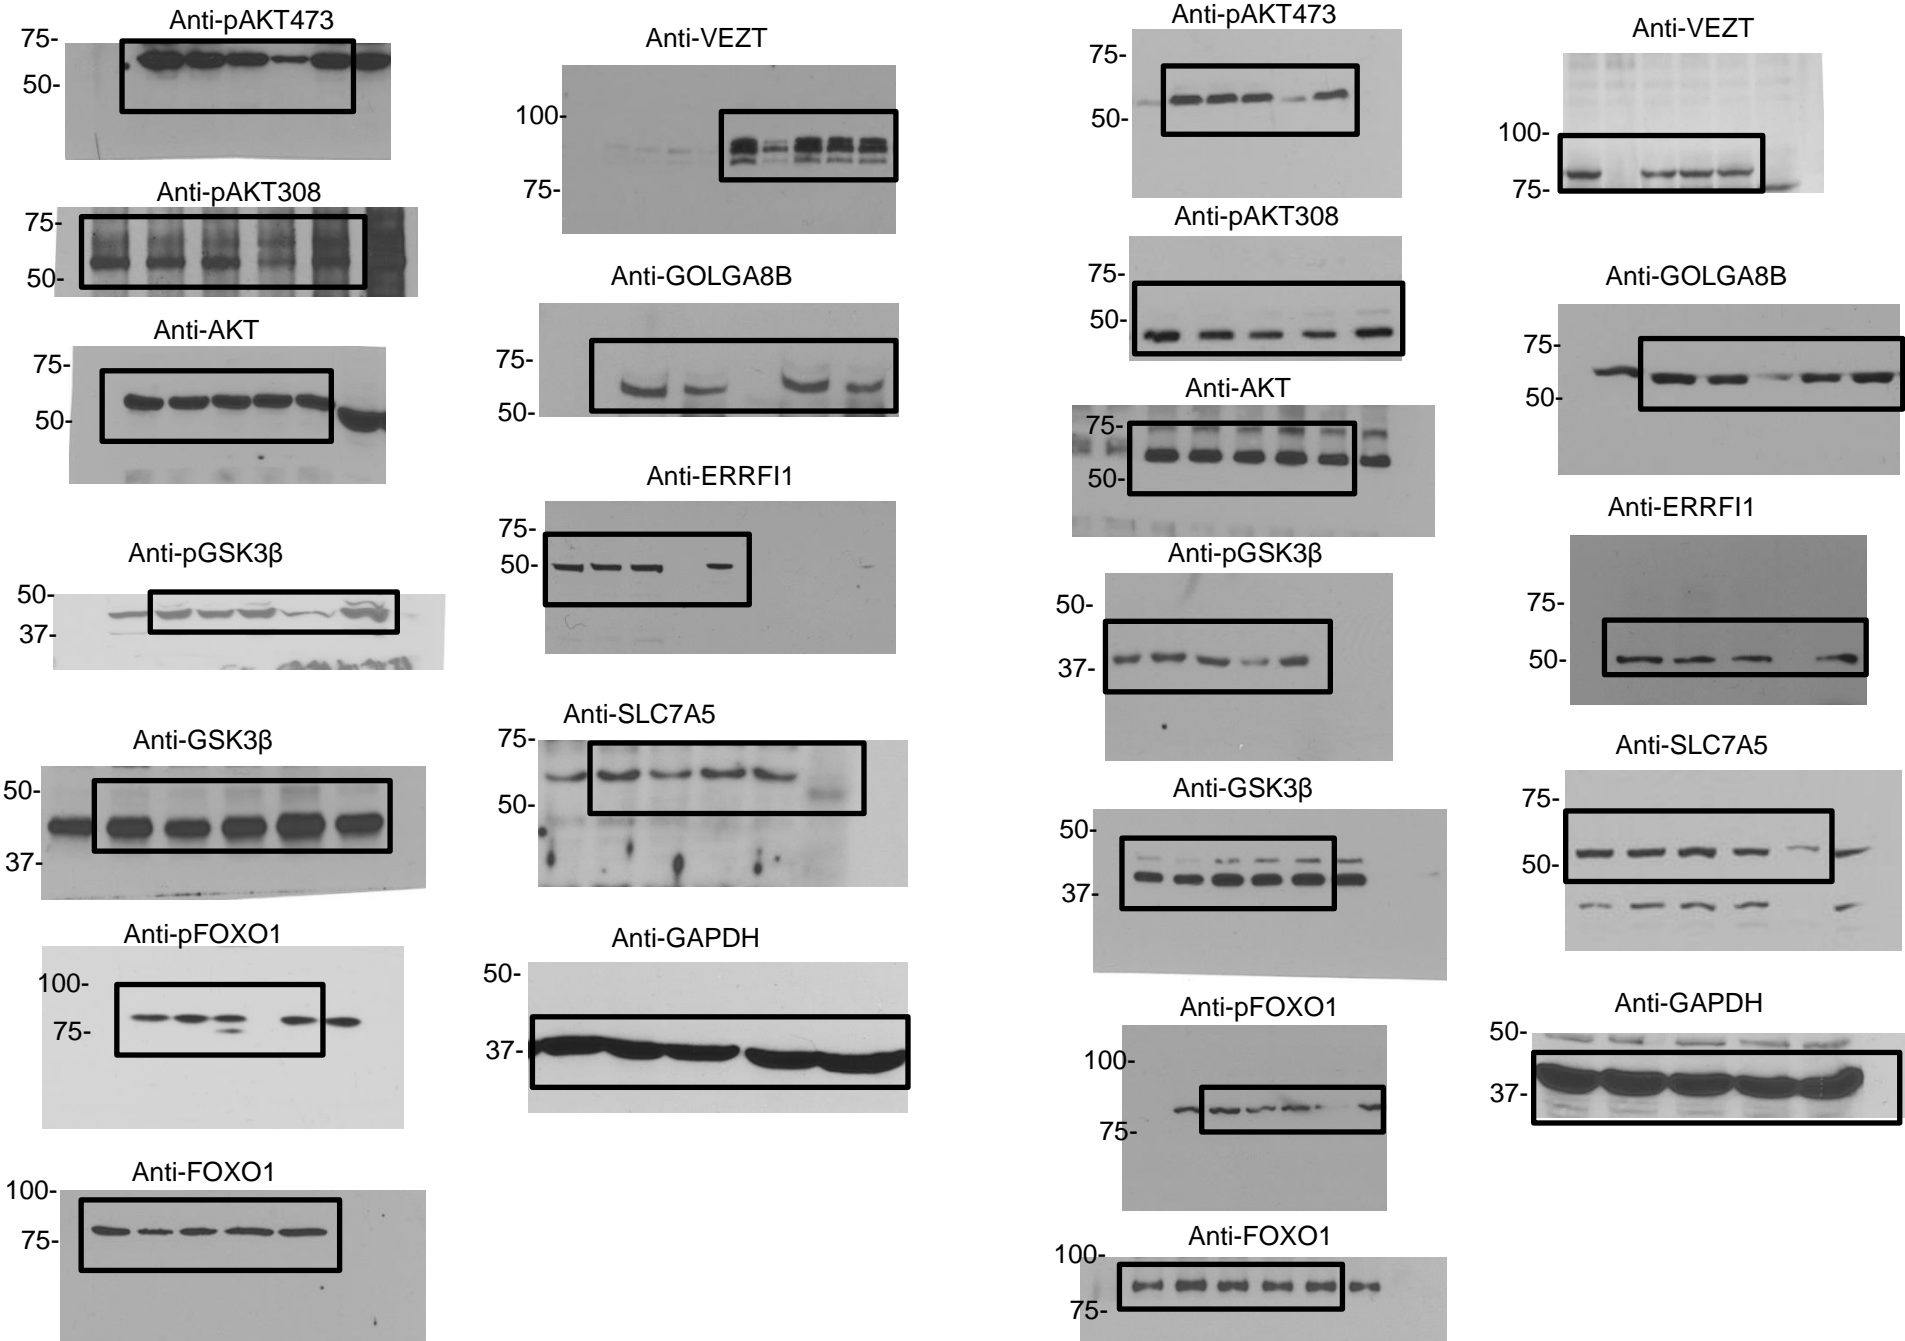 Anti-pAKT473
75-
50-
Anti-pAKT308
75-
50-
Anti-AKT
75-
50-
Anti-pGSK3β
50-
37-
Anti-GSK3β
50-
37-
Anti-pFOXO1
100-
75-
Anti-FOXO1
100-
75-
Anti-VEZT
100-
75-
Anti-GOLGA8B
75-
50-
Anti-ERRFI1
75-
50-
Anti-SLC7A5
75-
50-
Anti-GAPDH
50-
37-
Anti-pAKT473
75-
50-
Anti-pAKT308
75-
50-
Anti-AKT
75-
50-
Anti-pGSK3β
50-
37-
Anti-GSK3β
50-
37-
Anti-pFOXO1
100-
75-
Anti-FOXO1
100-
75-
Anti-VEZT
100-
75-
Anti-GOLGA8B
75-
50-
Anti-ERRFI1
75-
50-
Anti-SLC7A5
75-
50-
Anti-GAPDH
50-
37-